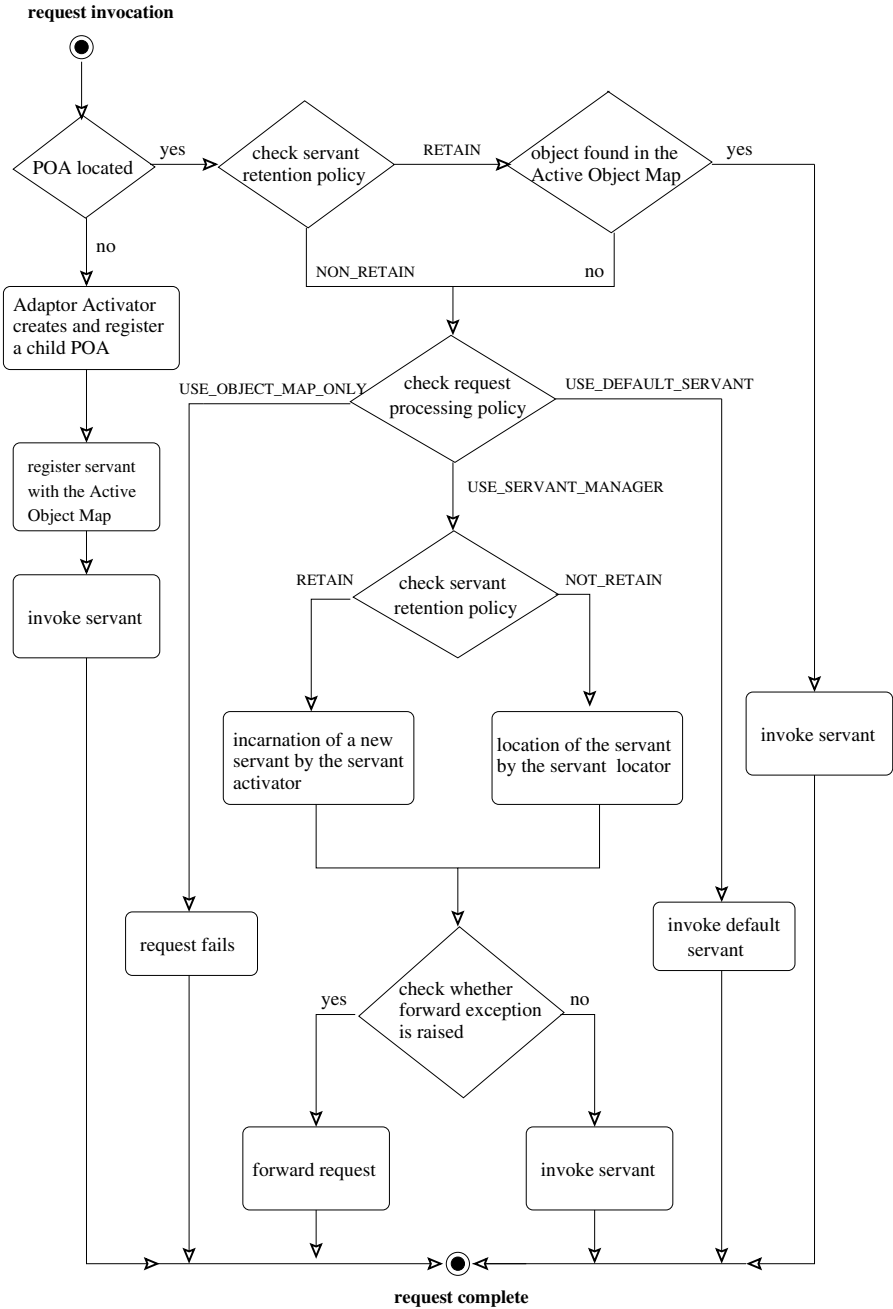 request invocation
POA located
yes
check servant
retention policy
RETAIN
object found in the
Active Object Map
yes
no
NON_RETAIN
no
Adaptor Activator
creates and register
a child POA
USE_OBJECT_MAP_ONLY
check request
processing policy
USE_DEFAULT_SERVANT
register servant
with the Active
Object Map
USE_SERVANT_MANAGER
RETAIN
check servant
retention policy
NOT_RETAIN
invoke servant
incarnation of a new
servant by the servant
activator
location of the servant
by the servant locator
invoke servant
request fails
invoke default
servant
yes
check whether
forward exception
is raised
no
forward request
invoke servant
request complete